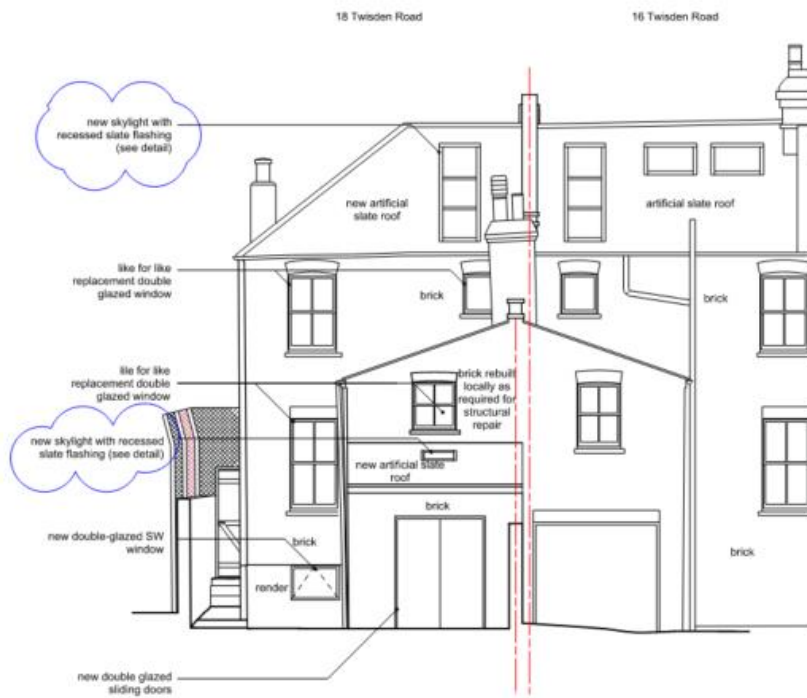 18 Twisden Road
16 Twisden Road
new skylight with
recessed slate flashing
(see detail)
new artificial
slate roof
artificial slate roof
like for like
replacement double
glazed window
brick
brick
lile for like
replacement double
glazed window
brick rebuilt
locally as
required for
structural
repair
new skylight with recessed
slate flashing (see detail)
new artificial slate
roof
brick
new double-glazed SW
window
brick
brick
render
new double glazed
sliding doors